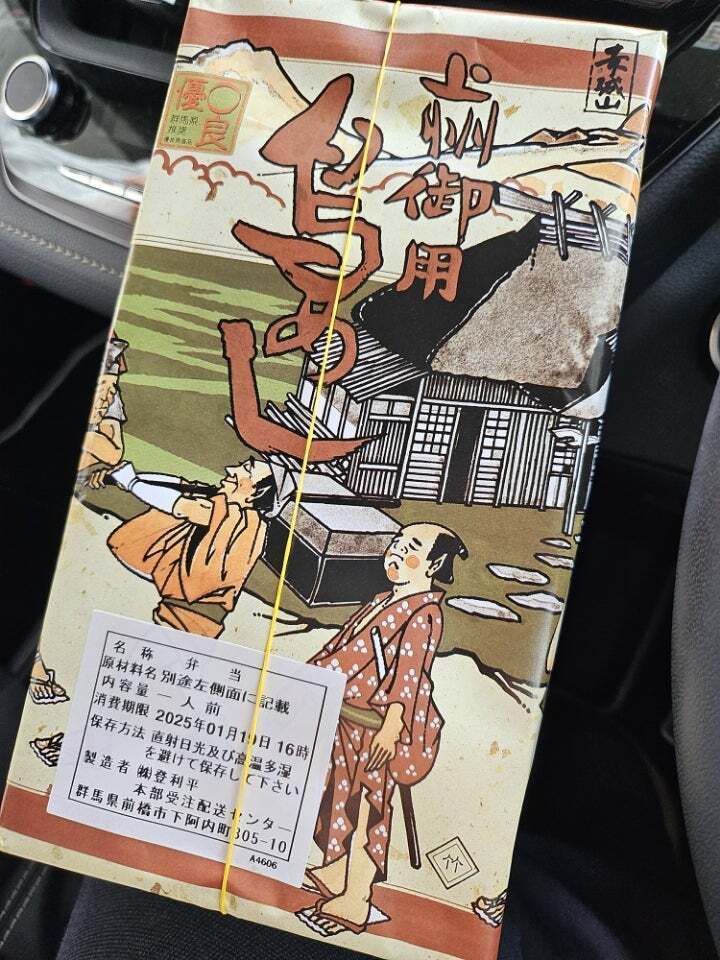 赤城山
上州御用
鳥めし
優良
群馬県
推奨
優良県産品
竹
名称 弁当
原材料名 別途左側面に記載
内容量 一人前
消費期限 2025年01月19日 16時
保存方法 直射日光及び高温多湿
を避けて保存して下さい
製造者 ㈱登利平
本部受注配送センター
群馬県前橋市下阿内町305-10
A4606